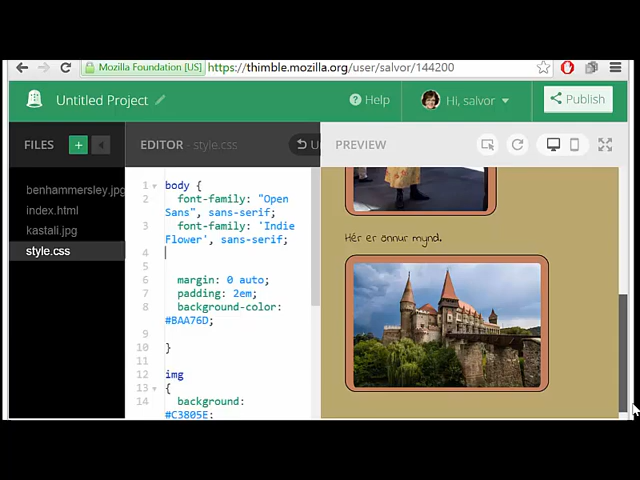 Mozilla Foundation [US] https://thimble.mozilla.org/user/salvor/144200
Untitled Project Help Hi, salvor Publish
FILES EDITOR - style.css PREVIEW
benhammersley.jpg
index.html
kastali.jpg
style.css
1 body {
2 font-family: "Open
Sans", sans-serif;
3 font-family: 'Indie
Flower', sans-serif;
4
5
6 margin: 0 auto;
7 padding: 2em;
8 background-color:
#BAA76D;
9
10 }
11
12 img
13 {
14 background:
#C3805E;
Hér er önnur mynd.